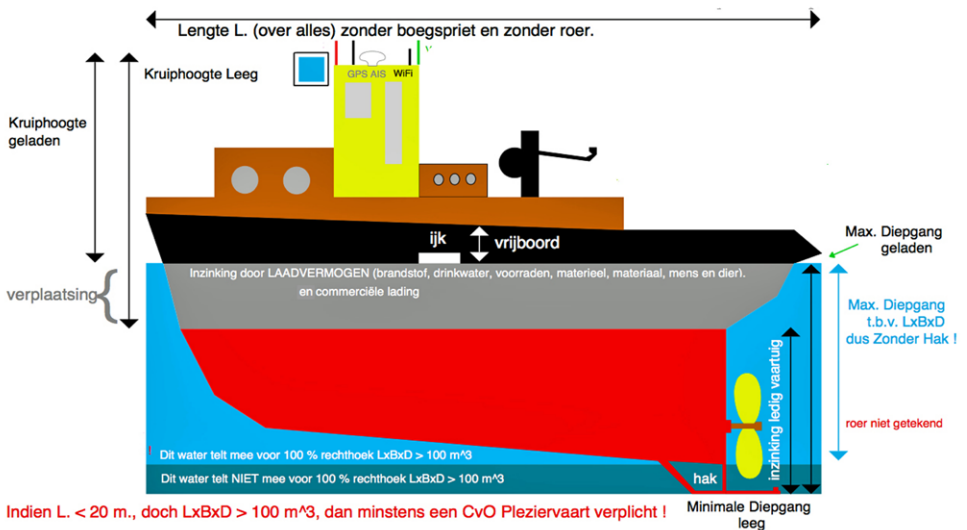 Lengte L. (over alles) zonder boegspriet en zonder roer.
Kruiphoogte Leeg
GPS AIS WiFi
Kruiphoogte
geladen
ijk
vrijboord
Max. Diepgang
geladen
Inzinking door LAADVERMOGEN (brandstof, drinkwater, voorraden, materieel, materiaal, mens en dier).
en commerciële lading
verplaatsing
Max. Diepgang
t.b.v. LxBxD
dus Zonder Hak !
inzinking ledig vaartuig
roer niet getekend
! Dit water telt mee voor 100 % rechthoek LxBxD > 100 m^3
Dit water telt NIET mee voor 100 % rechthoek LxBxD > 100 m^3
hak
Indien L. < 20 m., doch LxBxD > 100 m^3, dan minstens een CvO Pleziervaart verplicht !
Minimale Diepgang
leeg